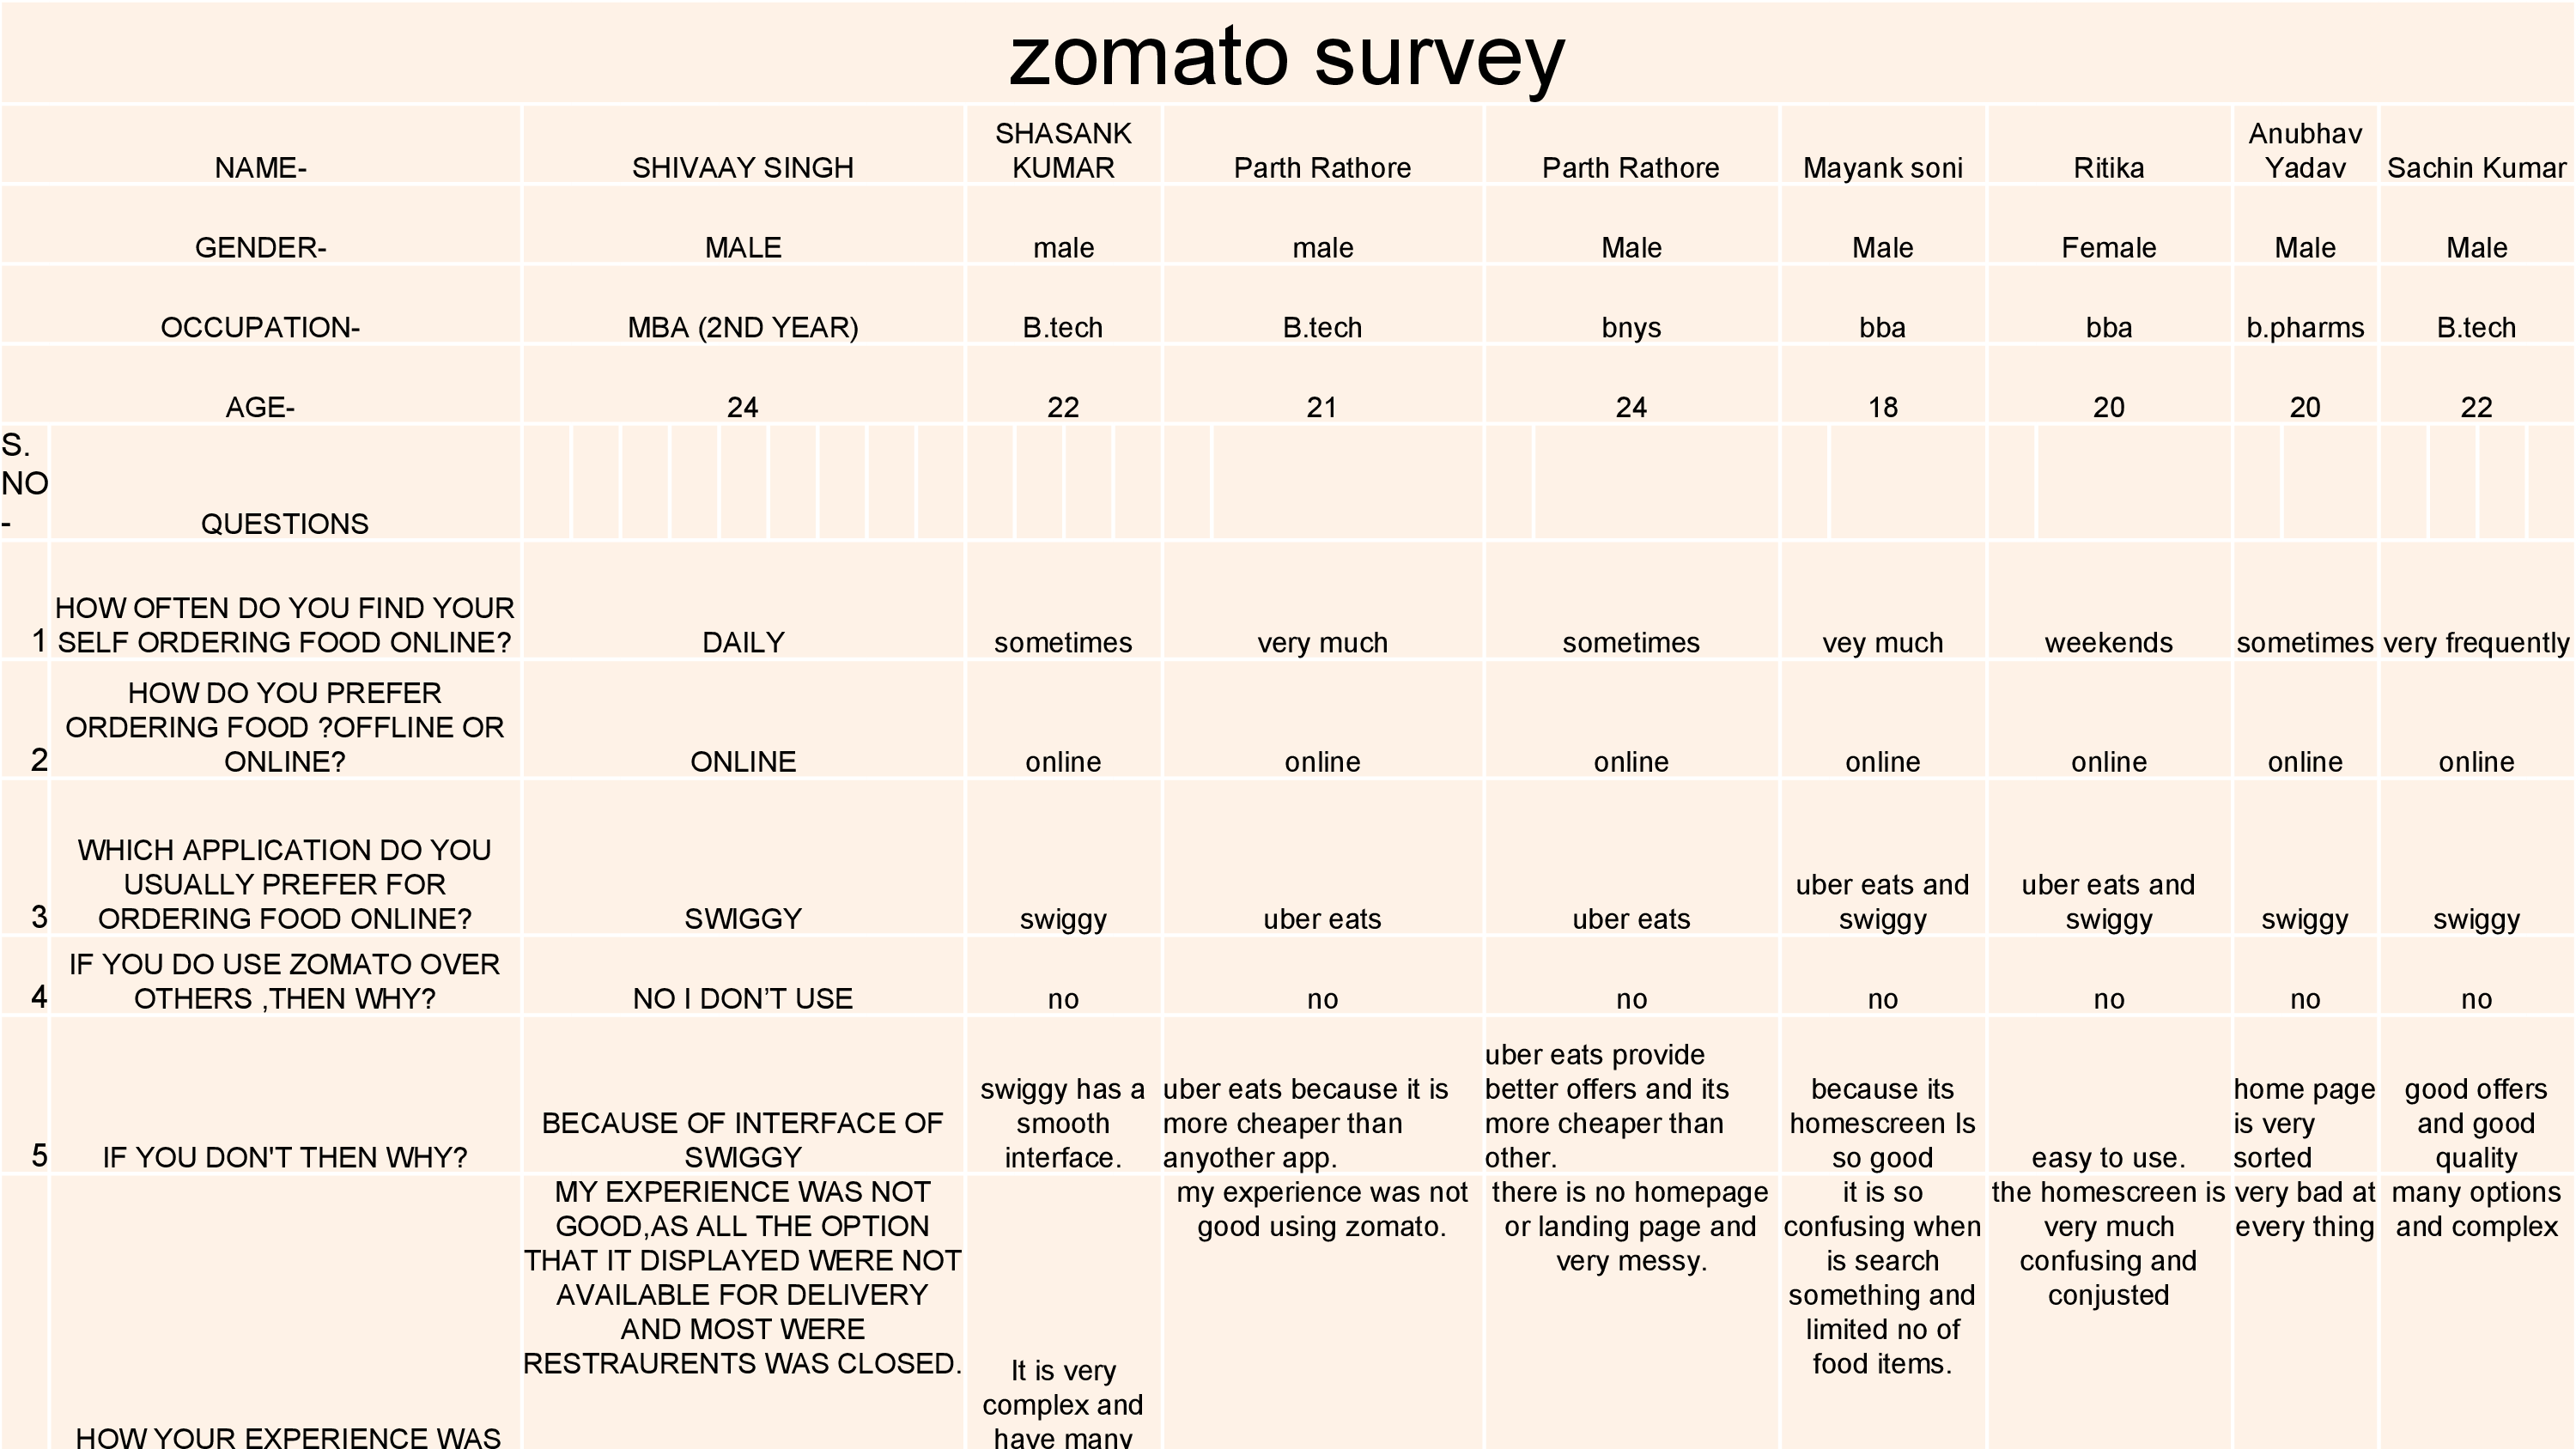 zomato survey
NAME- SHIVAAY SINGH SHASANK KUMAR Parth Rathore Parth Rathore Mayank soni Ritika Anubhav Yadav Sachin Kumar
GENDER- MALE male male Male Male Female Male Male
OCCUPATION- MBA (2ND YEAR) B.tech B.tech bnys bba bba b.pharms B.tech
AGE- 24 22 21 24 18 20 20 22
S.
NO
- QUESTIONS
1
HOW OFTEN DO YOU FIND YOUR
SELF ORDERING FOOD ONLINE?
DAILY
sometimes
very much
sometimes
vey much
weekends
sometimes
very frequently
2
HOW DO YOU PREFER
ORDERING FOOD ?OFFLINE OR
ONLINE?
ONLINE
online
online
online
online
online
online
online
3
WHICH APPLICATION DO YOU
USUALLY PREFER FOR
ORDERING FOOD ONLINE?
SWIGGY
swiggy
uber eats
uber eats
uber eats and
swiggy
uber eats and
swiggy
swiggy
swiggy
4
IF YOU DO USE ZOMATO OVER
OTHERS ,THEN WHY?
NO I DON’T USE
no
no
no
no
no
no
no
5
IF YOU DON'T THEN WHY?
BECAUSE OF INTERFACE OF
SWIGGY
swiggy has a
smooth
interface.
uber eats because it is
more cheaper than
anyother app.
uber eats provide
better offers and its
more cheaper than
other.
because its
homescreen Is
so good
easy to use.
home page
is very
sorted
good offers
and good
quality
HOW YOUR EXPERIENCE WAS
MY EXPERIENCE WAS NOT
GOOD,AS ALL THE OPTION
THAT IT DISPLAYED WERE NOT
AVAILABLE FOR DELIVERY
AND MOST WERE
RESTRAURENTS WAS CLOSED.
It is very
complex and
have many
my experience was not
good using zomato.
there is no homepage
or landing page and
very messy.
it is so
confusing when
is search
something and
limited no of
food items.
the homescreen is
very much
confusing and
conjusted
very bad at
every thing
many options
and complex